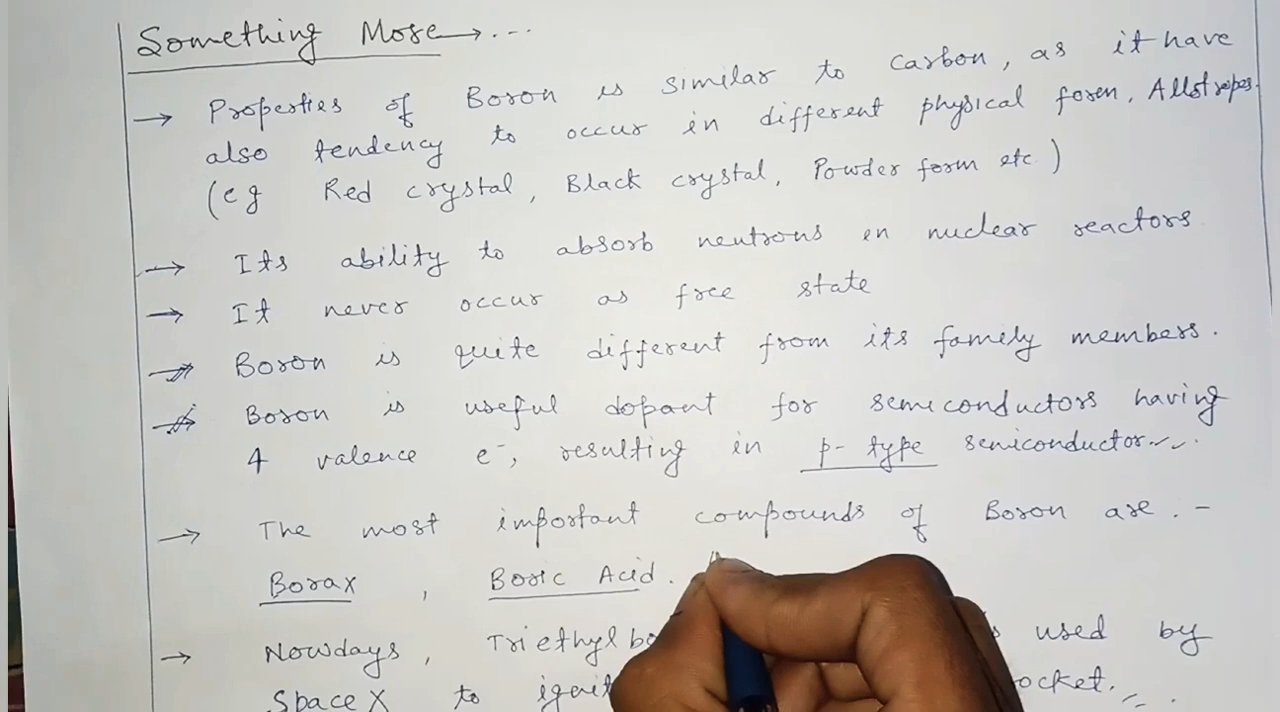 Something More → ...
→ Properties of Boron is similar to carbon, as it have
also tendency to occur in different physical form. Allotropes.
(eg Red crystal, Black crystal, Powder form etc)
→ Its ability to absorb neutrons in nuclear reactors
→ It never occur as free state
→ Boron is quite different from its family members.
→ Boron is useful dopant for semiconductors having
4 valence e⁻, resulting in p-type semiconductor
→ The most important compounds of Boron are. -
Borax , Boric Acid.
→ Nowdays, Triethylbo used by
SpaceX to ignit ocket.